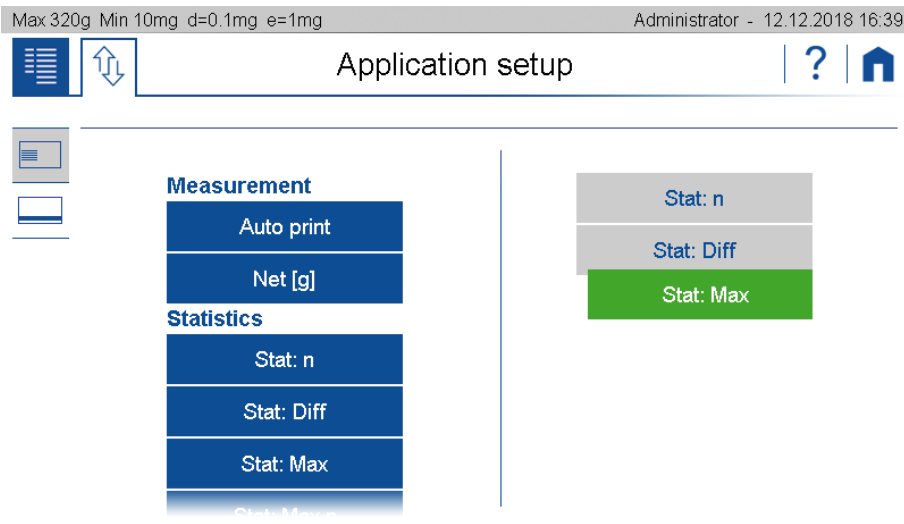 Max 320g Min 10mg d=0.1mg e=1mg Administrator - 12.12.2018 16:39
Application setup ?
Measurement
Auto print
Net [g]
Statistics
Stat: n
Stat: Diff
Stat: Max
Stat: n
Stat: Diff
Stat: Max